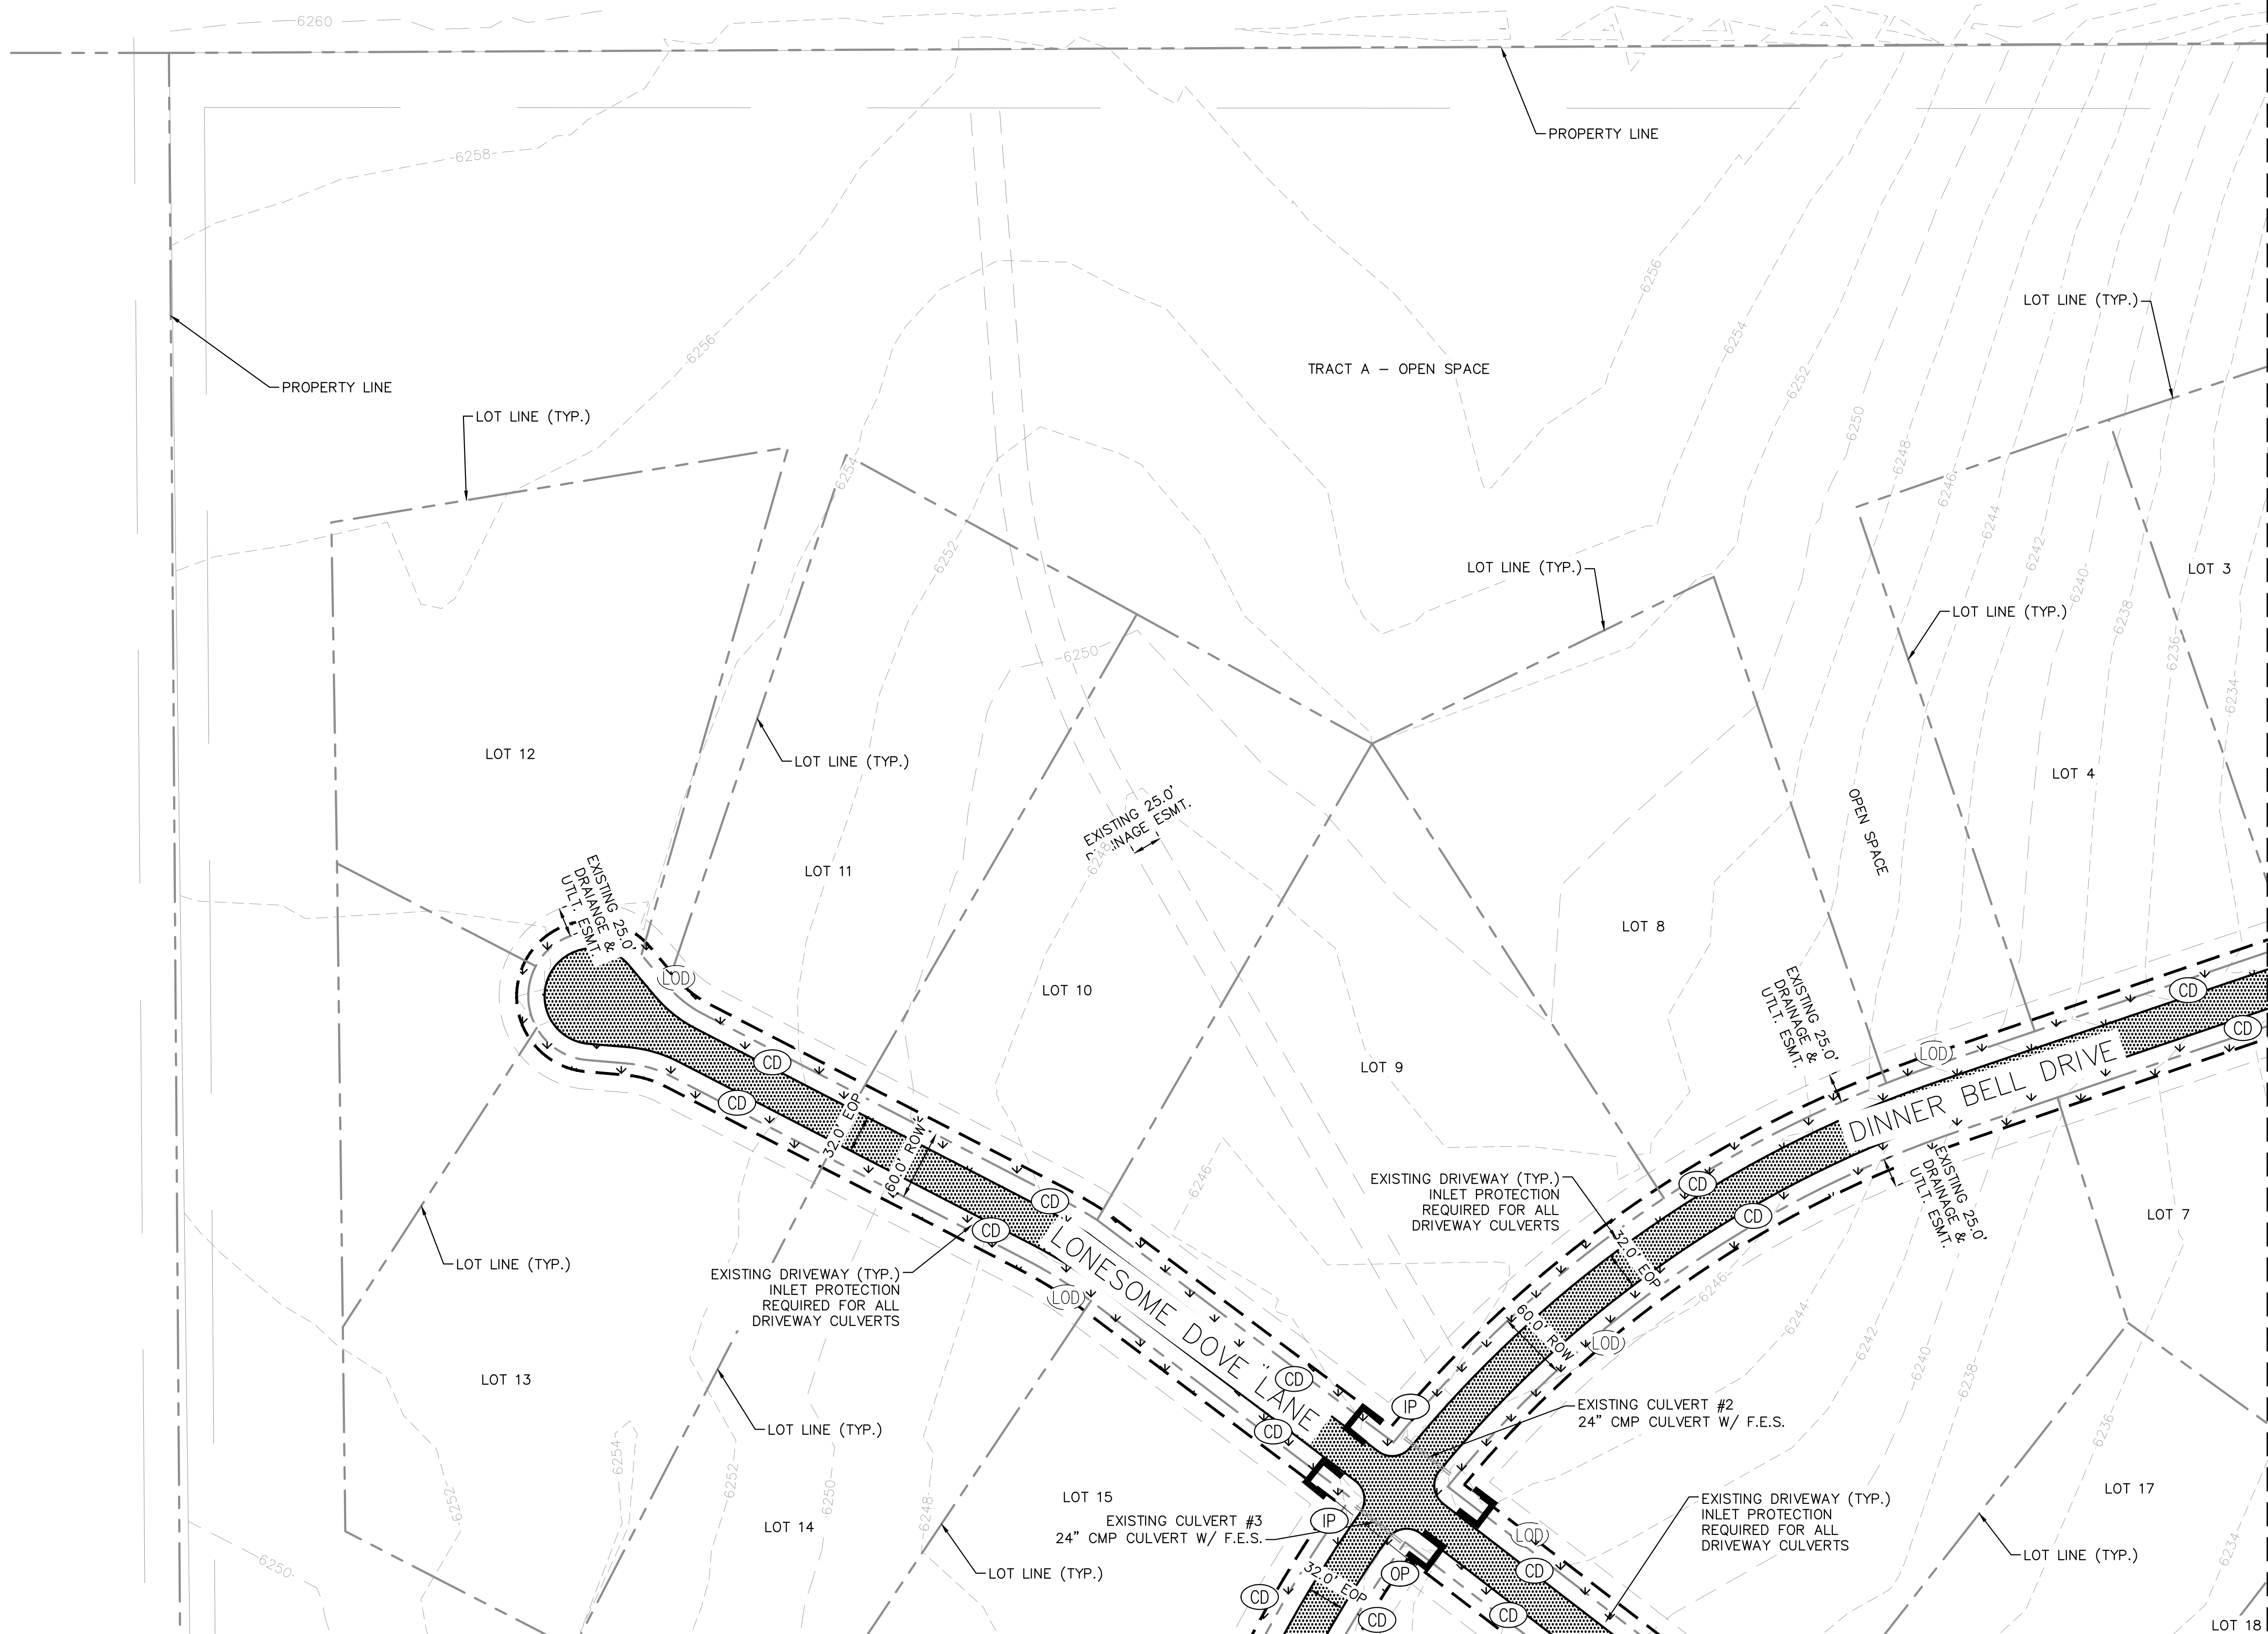 6260
PROPERTY LINE
6258
6256
LOT LINE (TYP.)
6254
6256
TRACT A – OPEN SPACE
6252
PROPERTY LINE
LOT LINE (TYP.)
6250
6248
6254
6246
6252
6244
6242
LOT LINE (TYP.)
LOT 3
6240
LOT LINE (TYP.)
6238
6250
6236
6234
LOT 12
LOT LINE (TYP.)
LOT 4
EXISTING 25.0'
ESMT.
6248
OPEN SPACE
LOT 11
EXISTING 25.0'
DRAIANGE &
UTLT. ESMT.
LOT 8
LOD
LOT 10
CD
EXISTING 25.0'
DRAINAGE &
UTLT. ESMT.
CD
LOD
CD
LOT 9
DINNER BELL DRIVE
CD
32.0' EOP
60.0' ROW
6246
EXISTING DRIVEWAY (TYP.)
INLET PROTECTION
REQUIRED FOR ALL
DRIVEWAY CULVERTS
CD
CD
EXISTING 25.0'
DRAINAGE &
UTLT. ESMT.
CD
CD
LOT 7
LOT LINE (TYP.)
EXISTING DRIVEWAY (TYP.)
INLET PROTECTION
REQUIRED FOR ALL
DRIVEWAY CULVERTS
LOD
LONESOME DOVE LANE
32.0' EOP
60.0' ROW
LOD
6246
6244
6242
6240
6238
6236
LOT 13
CD
LOT LINE (TYP.)
CD
IP
EXISTING CULVERT #2
24" CMP CULVERT W/ F.E.S.
6254
6252
6252
6250
6248
LOT 15
LOT 14
EXISTING CULVERT #3
24" CMP CULVERT W/ F.E.S.
IP
LOD
EXISTING DRIVEWAY (TYP.)
INLET PROTECTION
REQUIRED FOR ALL
DRIVEWAY CULVERTS
LOT 17
LOT LINE (TYP.)
6234
6250
LOT LINE (TYP.)
32.0' EOP
OP
CD
CD
CD
CD
LOT 18